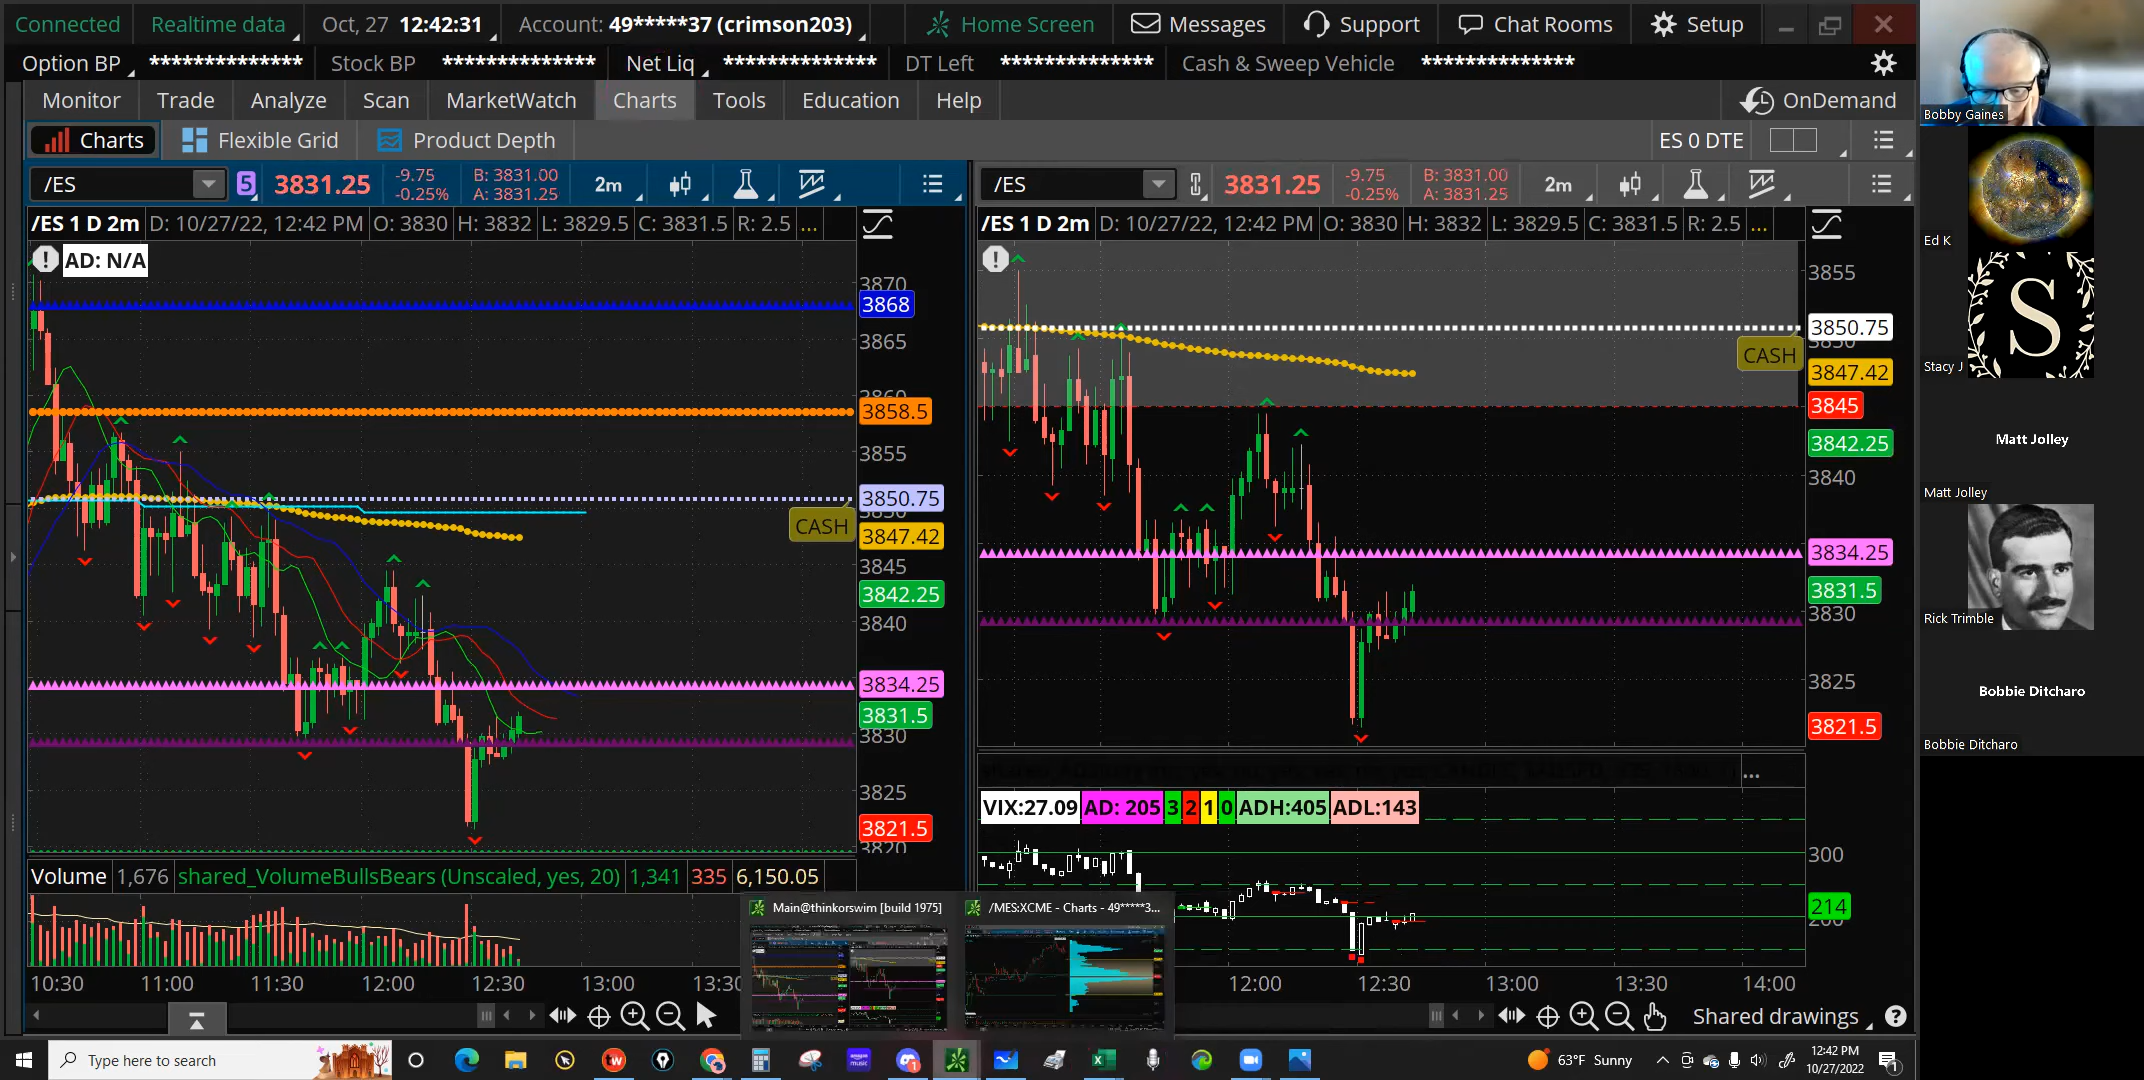 Connected Realtime data Oct, 27 12:42:31 Account: 49*****37 (crimson203) Home Screen Messages Support Chat Rooms Setup
Option BP ************** Stock BP ************** Net Liq ************** DT Left ************** Cash & Sweep Vehicle **************
Monitor Trade Analyze Scan MarketWatch Charts Tools Education Help OnDemand
Charts Flexible Grid Product Depth ES 0 DTE
/ES 5 3831.25 -9.75 -0.25% B: 3831.00 A: 3831.25 2m
/ES 3831.25 -9.75 -0.25% B: 3831.00 A: 3831.25 2m
/ES 1 D 2m D: 10/27/22, 12:42 PM O: 3830 H: 3832 L: 3829.5 C: 3831.5 R: 2.5 ...
/ES 1 D 2m D: 10/27/22, 12:42 PM O: 3830 H: 3832 L: 3829.5 C: 3831.5 R: 2.5 ...
AD: N/A
3870
3868
3865
3860
3858.5
3855
3850.75
3850
CASH
3847.42
3845
3842.25
3840
3834.25
3831.5
3830
3825
3821.5
3820
3855
3850.75
3850
CASH
3847.42
3845
3842.25
3840
3834.25
3831.5
3830
3825
3821.5
VIX:27.09 AD: 205 3 2 1 0 ADH:405 ADL:143
300
214
200
Volume 1,676 shared_VolumeBullsBears (Unscaled, yes, 20) 1,341 335 6,150.05
Main@thinkorswim [build 1975]
/MES:XCME - Charts - 49*****3...
10:30 11:00 11:30 12:00 12:30 13:00 13:30
12:00 12:30 13:00 13:30 14:00
Shared drawings
Type here to search
63°F Sunny
12:42 PM
10/27/2022
1
Bobby Gaines
Ed K
S
Stacy J
Matt Jolley
Matt Jolley
Rick Trimble
Bobbie Ditcharo
Bobbie Ditcharo